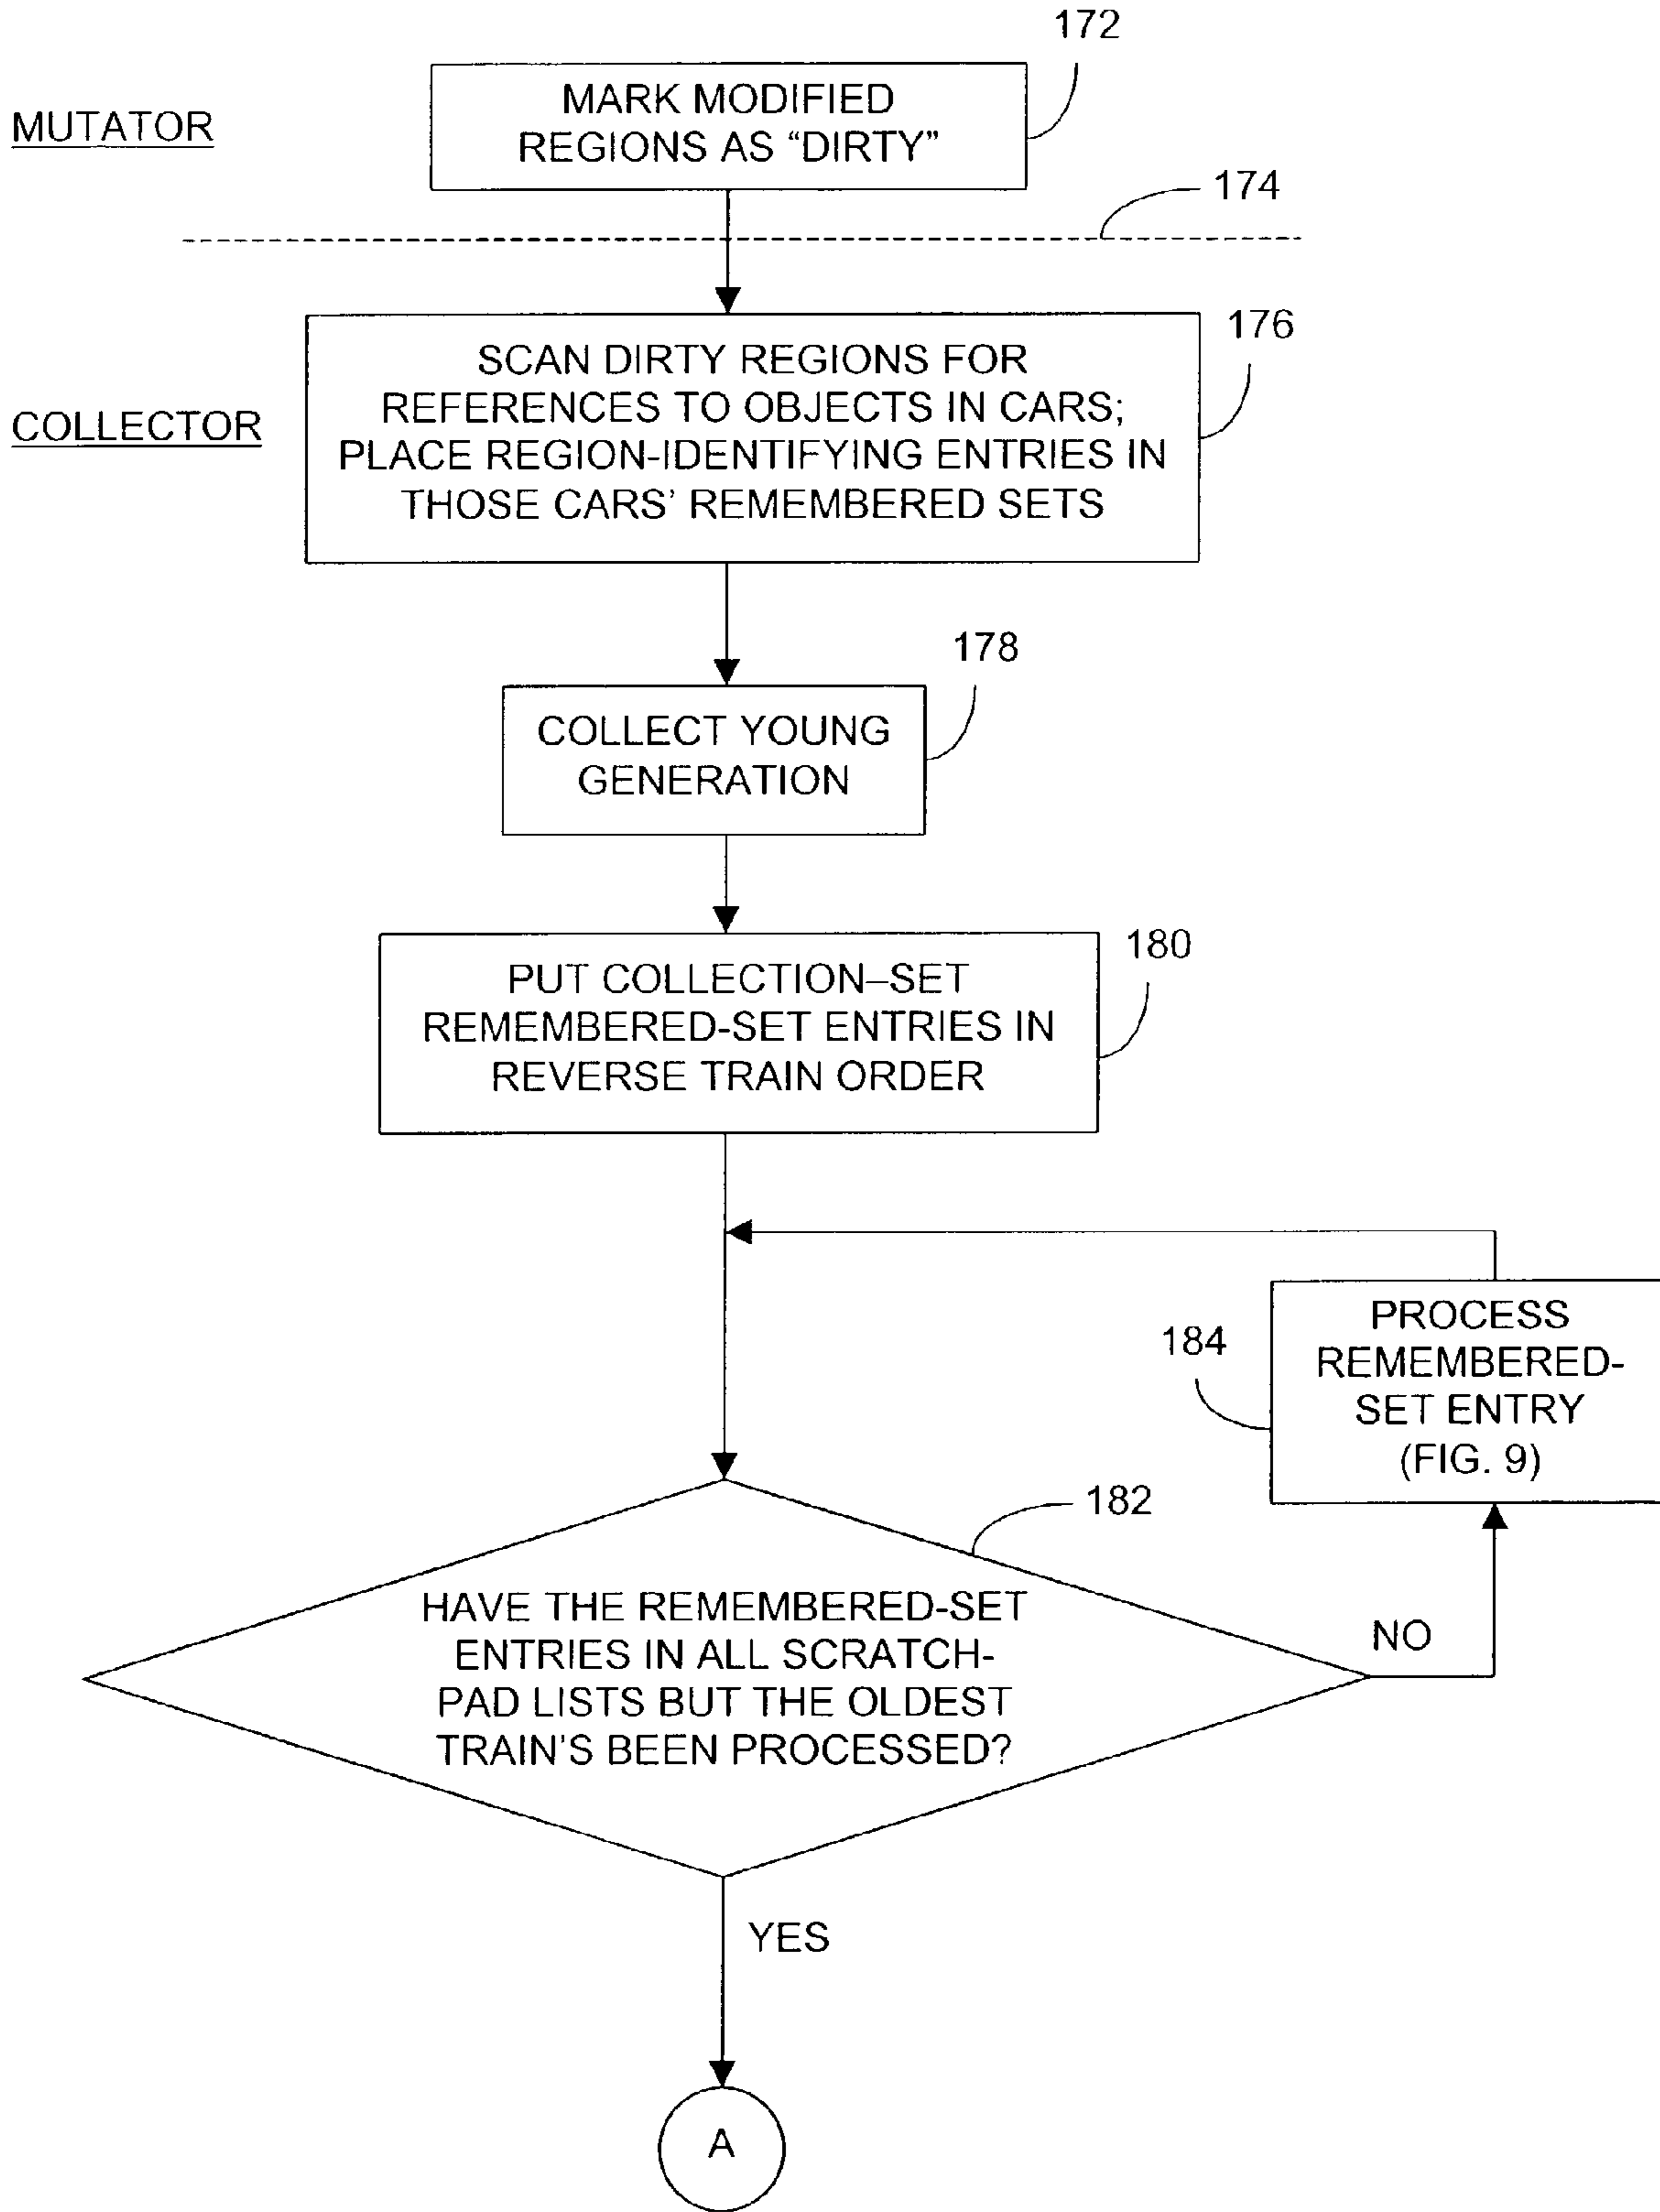 172
MARK MODIFIED
REGIONS AS “DIRTY”
MUTATOR
174
176
SCAN DIRTY REGIONS FOR
REFERENCES TO OBJECTS IN CARS;
PLACE REGION-IDENTIFYING ENTRIES IN
THOSE CARS’ REMEMBERED SETS
COLLECTOR
178
COLLECT YOUNG
GENERATION
180
PUT COLLECTION–SET
REMEMBERED-SET ENTRIES IN
REVERSE TRAIN ORDER
184
PROCESS
REMEMBERED-
SET ENTRY
(FIG. 9)
182
HAVE THE REMEMBERED-SET
ENTRIES IN ALL SCRATCH-
PAD LISTS BUT THE OLDEST
TRAIN'S BEEN PROCESSED?
NO
YES
A